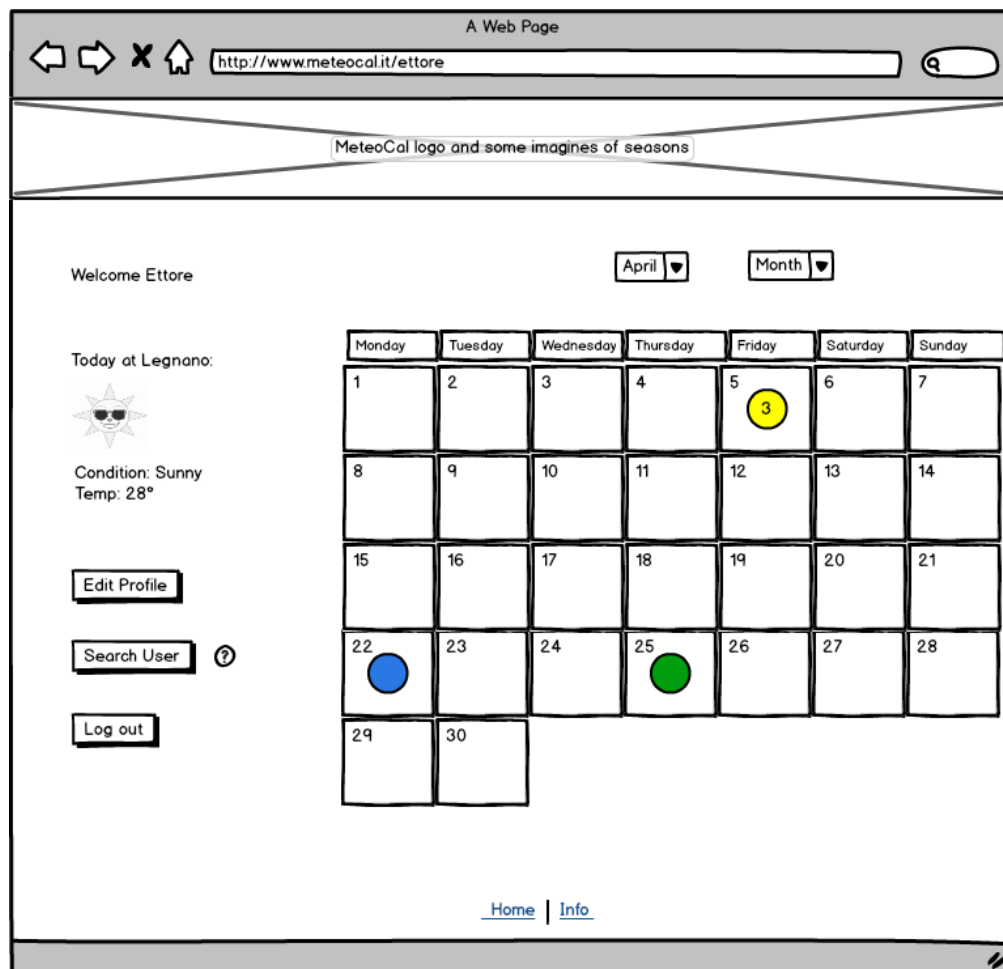 A Web Page
http://www.meteocal.it/ettore
MeteoCal logo and some imagines of seasons
Welcome Ettore
April
Month
Today at Legnano:
Condition: Sunny
Temp: 28°
Edit Profile
Search User ?
Log out
Monday Tuesday Wednesday Thursday Friday Saturday Sunday
1 2 3 4 5 6 7
3
8 9 10 11 12 13 14
15 16 17 18 19 20 21
22 23 24 25 26 27 28
29 30
Home | Info